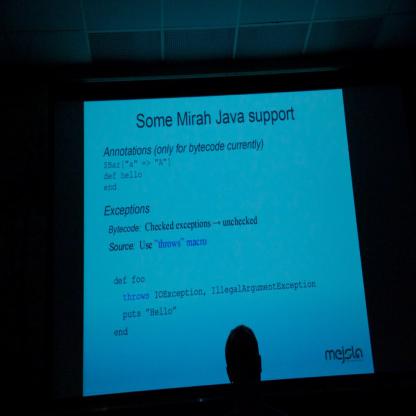 Some Mirah Java support
Annotations (only for bytecode currently)
$Bar["a" => "A"]
def hello
end
Exceptions
Bytecode: Checked exceptions → unchecked
Source: Use "throws" macro
def foo
throws IOException, IllegalArgumentException
puts "Hello"
end
mejsla